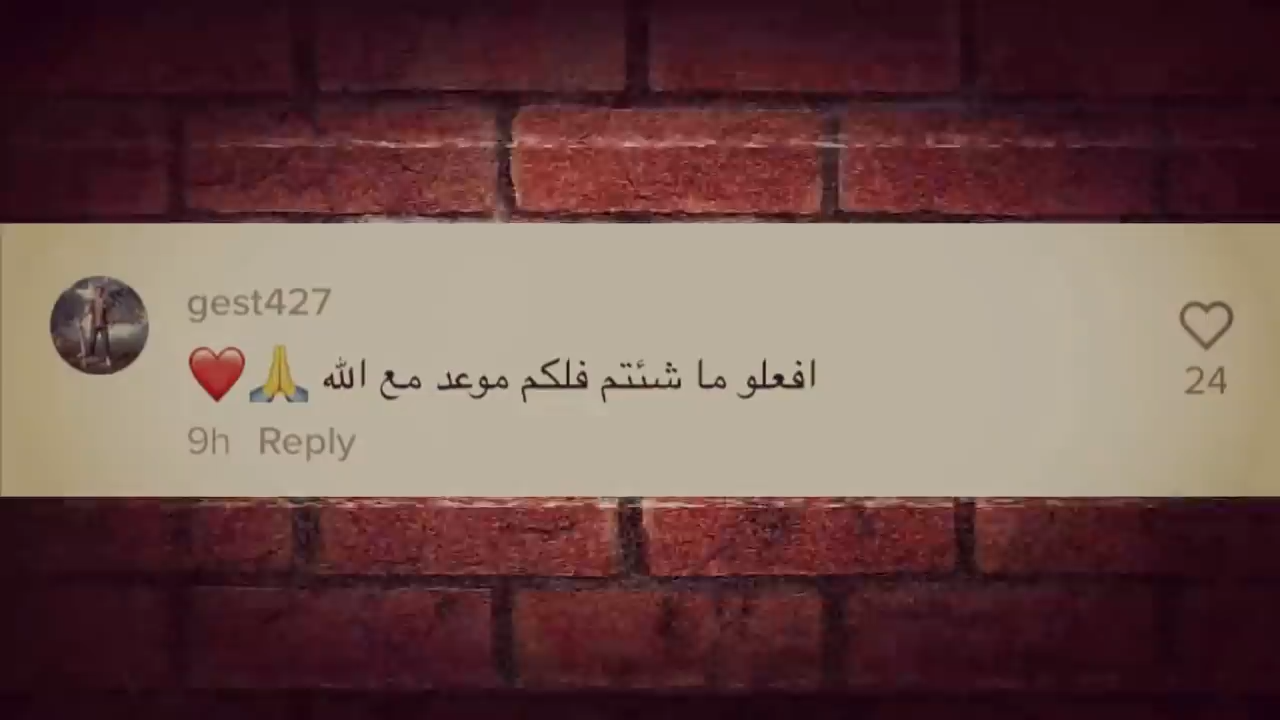 gest427
افعلو ما شئتم فلكم موعد مع الله 🙏❤️
24
9h Reply